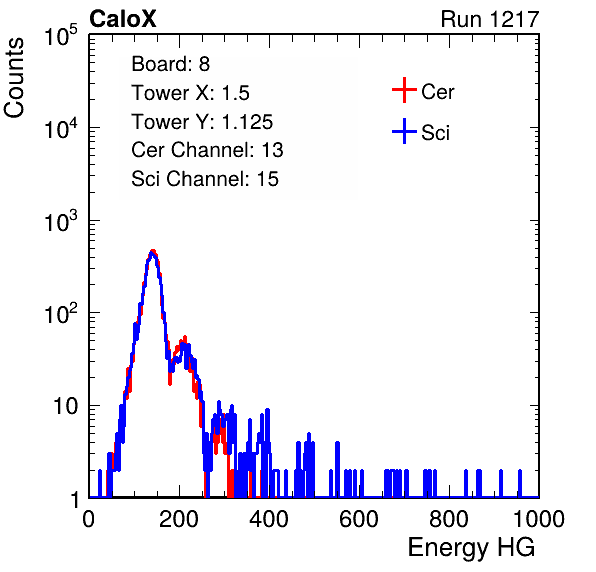 CaloX Run 1217
Counts
Board: 8
Tower X: 1.5
Tower Y: 1.125
Cer Channel: 13
Sci Channel: 15
Cer
Sci
10^5
10^4
10^3
10^2
10
1
0 200 400 600 800 1000
Energy HG